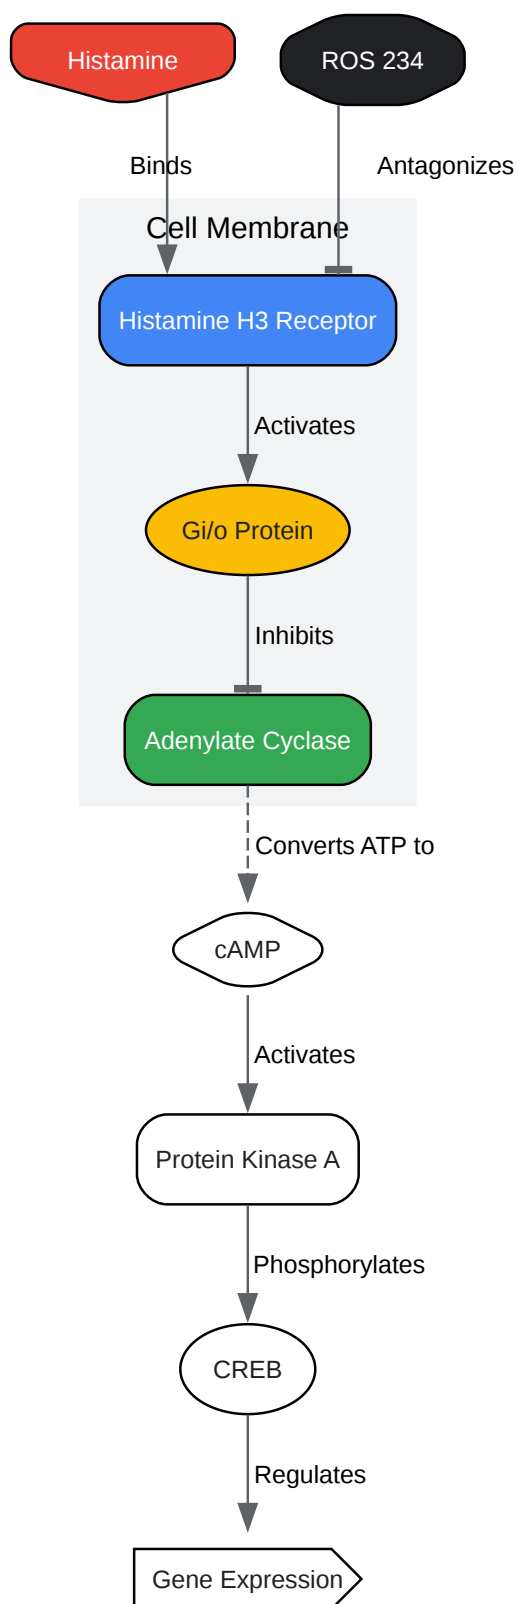 Histamine
ROS 234
Binds
Antagonizes
Cell Membrane
Histamine H3 Receptor
Activates
Gi/o Protein
Inhibits
Adenylate Cyclase
Converts ATP to
cAMP
Activates
Protein Kinase A
Phosphorylates
CREB
Regulates
Gene Expression